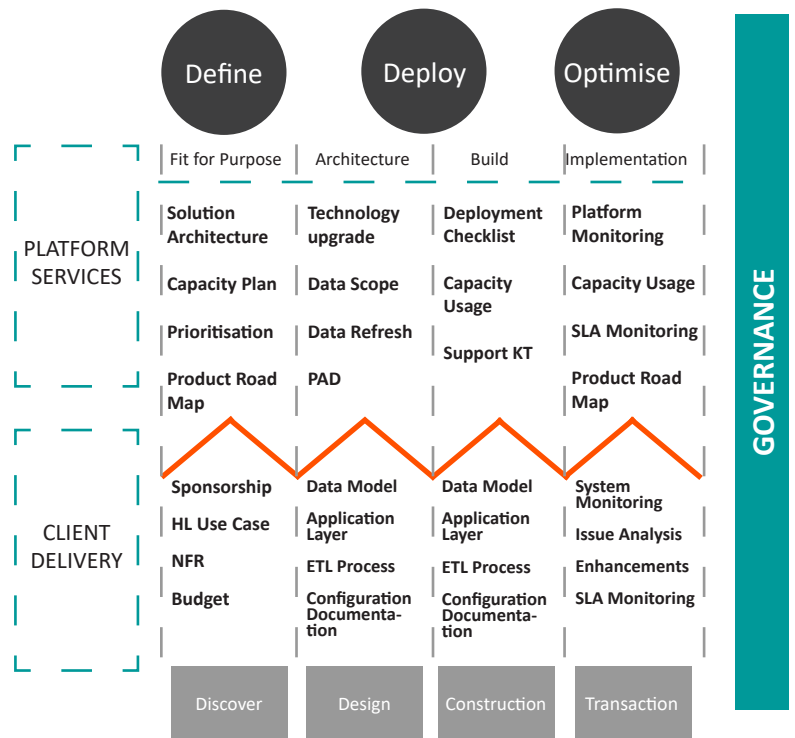 Define
Deploy
Optimise
Fit for Purpose
Architecture
Build
Implementation
PLATFORM
SERVICES
Solution
Architecture
Capacity Plan
Prioritisation
Product Road
Map
Technology
upgrade
Data Scope
Data Refresh
PAD
Deployment
Checklist
Capacity
Usage
Support KT
Platform
Monitoring
Capacity Usage
SLA Monitoring
Product Road
Map
CLIENT
DELIVERY
Sponsorship
HL Use Case
NFR
Budget
Data Model
Application
Layer
ETL Process
Configuration
Documenta-
tion
Data Model
Application
Layer
ETL Process
Configuration
Documenta-
tion
System
Monitoring
Issue Analysis
Enhancements
SLA Monitoring
Discover
Design
Construction
Transaction
GOVERNANCE